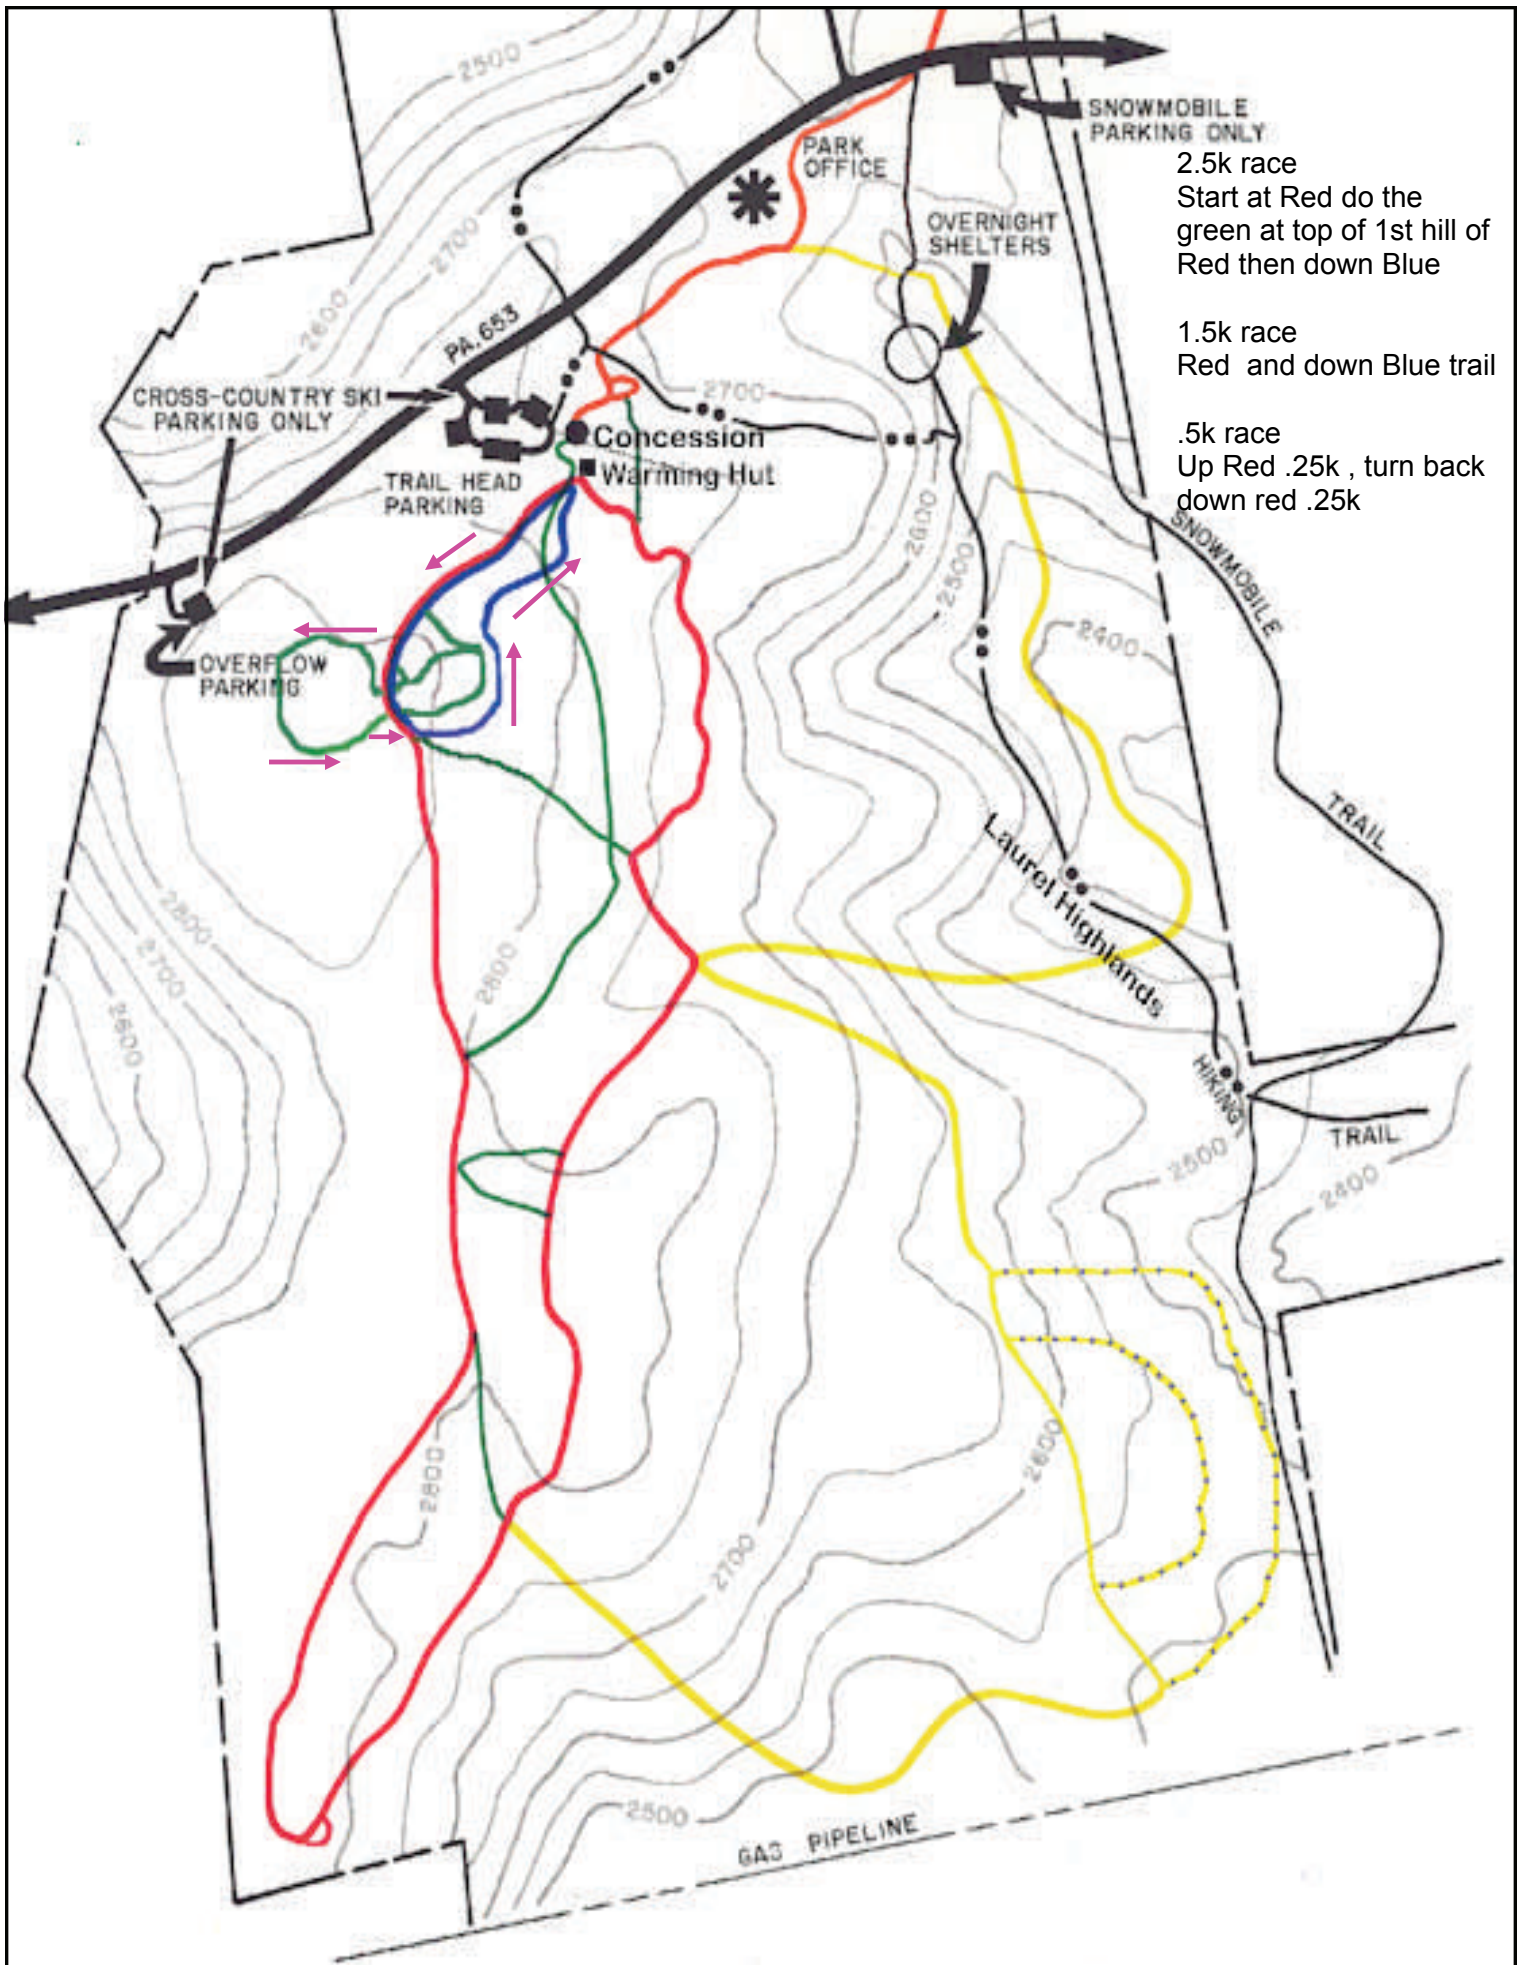 2500
SNOWMOBILE
PARKING ONLY
PARK
OFFICE
2.5k race
Start at Red do the
green at top of 1st hill of
Red then down Blue
OVERNIGHT
SHELTERS
2700
2600
PA. 653
1.5k race
Red and down Blue trail
CROSS-COUNTRY SKI
PARKING ONLY
2700
Concession
Warming Hut
.5k race
Up Red .25k , turn back
down red .25k
TRAIL HEAD
PARKING
2600
2500
SNOWMOBILE
TRAIL
2400
OVERFLOW
PARKING
Laurel Highlands
HIKING
TRAIL
2800
2700
2600
2800
2500
2400
2800
2600
2700
2500
GAS PIPELINE